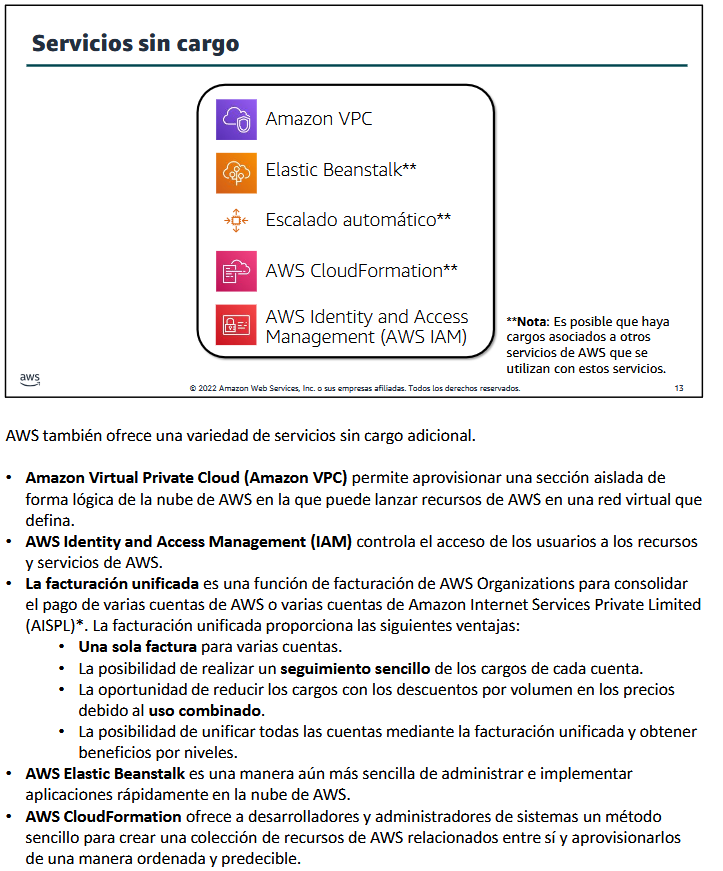 Servicios sin cargo
Amazon VPC
Elastic Beanstalk**
Escalado automático**
AWS CloudFormation**
AWS Identity and Access
Management (AWS IAM)
**Nota: Es posible que haya
cargos asociados a otros
servicios de AWS que se
utilizan con estos servicios.
aws
© 2022 Amazon Web Services, Inc. o sus empresas afiliadas. Todos los derechos reservados.
13
AWS también ofrece una variedad de servicios sin cargo adicional.
• Amazon Virtual Private Cloud (Amazon VPC) permite aprovisionar una sección aislada de
forma lógica de la nube de AWS en la que puede lanzar recursos de AWS en una red virtual que
defina.
• AWS Identity and Access Management (IAM) controla el acceso de los usuarios a los recursos
y servicios de AWS.
• La facturación unificada es una función de facturación de AWS Organizations para consolidar
el pago de varias cuentas de AWS o varias cuentas de Amazon Internet Services Private Limited
(AISPL)*. La facturación unificada proporciona las siguientes ventajas:
• Una sola factura para varias cuentas.
• La posibilidad de realizar un seguimiento sencillo de los cargos de cada cuenta.
• La oportunidad de reducir los cargos con los descuentos por volumen en los precios
debido al uso combinado.
• La posibilidad de unificar todas las cuentas mediante la facturación unificada y obtener
beneficios por niveles.
• AWS Elastic Beanstalk es una manera aún más sencilla de administrar e implementar
aplicaciones rápidamente en la nube de AWS.
• AWS CloudFormation ofrece a desarrolladores y administradores de sistemas un método
sencillo para crear una colección de recursos de AWS relacionados entre sí y aprovisionarlos
de una manera ordenada y predecible.